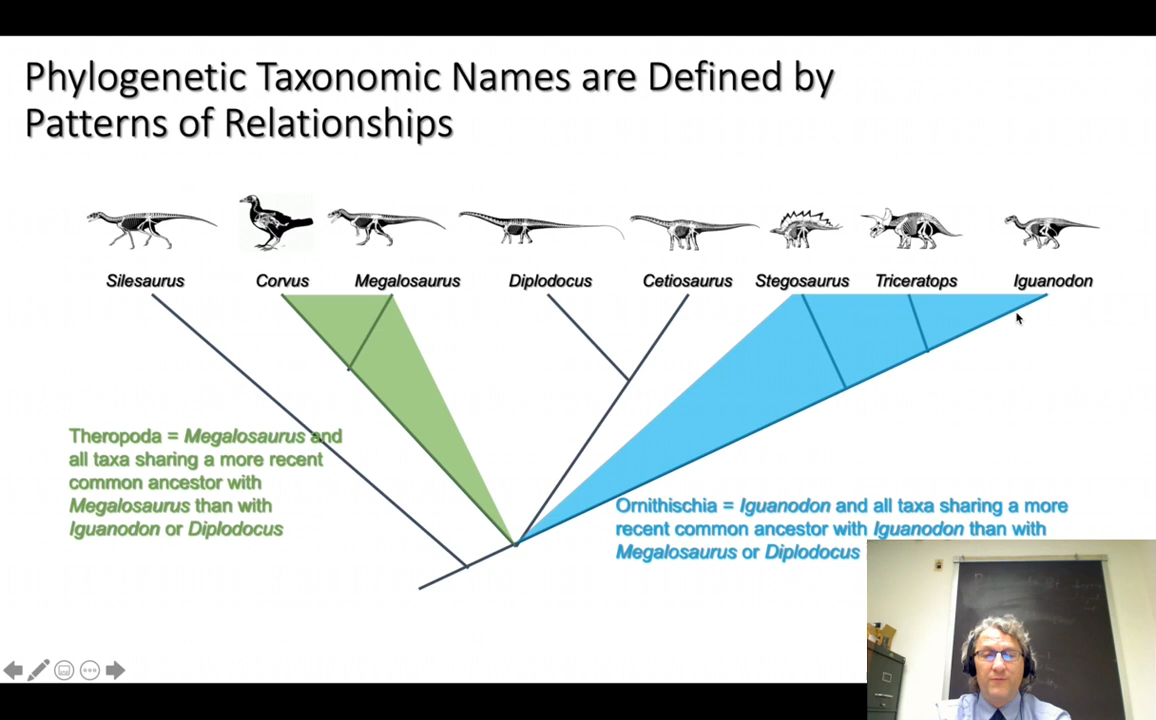 Phylogenetic Taxonomic Names are Defined by
Patterns of Relationships
Silesaurus
Corvus
Megalosaurus
Diplodocus
Cetiosaurus
Stegosaurus
Triceratops
Iguanodon
Theropoda = Megalosaurus and
all taxa sharing a more recent
common ancestor with
Megalosaurus than with
Iguanodon or Diplodocus
Ornithischia = Iguanodon and all taxa sharing a more
recent common ancestor with Iguanodon than with
Megalosaurus or Diplodocus